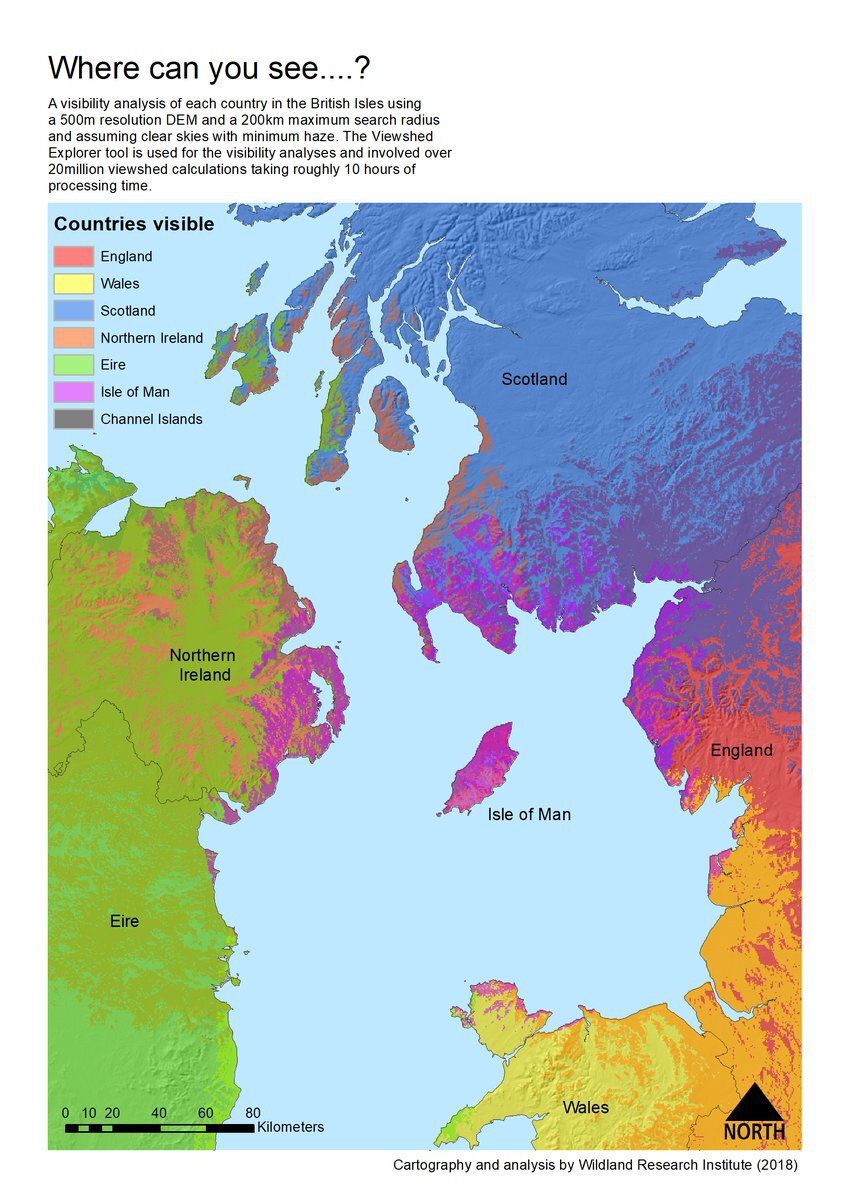 Where can you see....?
A visibility analysis of each country in the British Isles using
a 500m resolution DEM and a 200km maximum search radius
and assuming clear skies with minimum haze. The Viewshed
Explorer tool is used for the visibility analyses and involved over
20million viewshed calculations taking roughly 10 hours of
processing time.
Countries visible
England
Wales
Scotland
Northern Ireland
Eire
Isle of Man
Channel Islands
Scotland
Northern
Ireland
England
Isle of Man
Eire
Wales
0 10 20 40 60 80
Kilometers
NORTH
Cartography and analysis by Wildland Research Institute (2018)